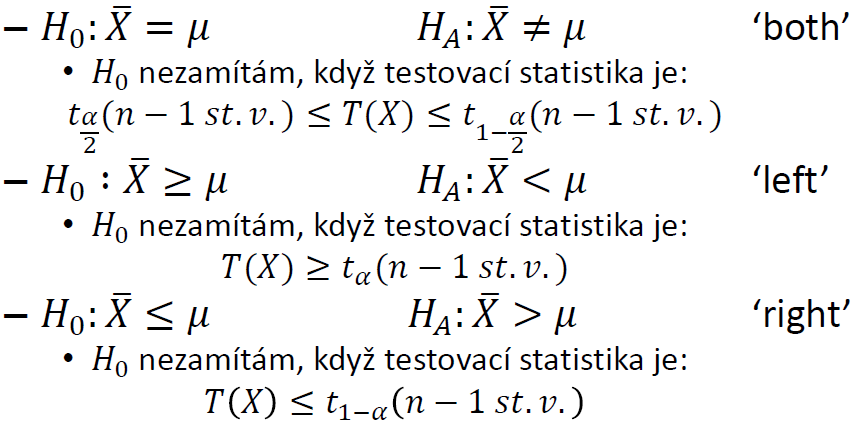 – H₀: X̄ = μ H_A: X̄ ≠ μ 'both'
• H₀ nezamítám, když testovací statistika je:
t_{α/2}(n − 1 st. v.) ≤ T(X) ≤ t_{1−α/2}(n − 1 st. v.)
– H₀ : X̄ ≥ μ H_A: X̄ < μ 'left'
• H₀ nezamítám, když testovací statistika je:
T(X) ≥ t_α(n − 1 st. v.)
– H₀: X̄ ≤ μ H_A: X̄ > μ 'right'
• H₀ nezamítám, když testovací statistika je:
T(X) ≤ t_{1−α}(n − 1 st. v.)